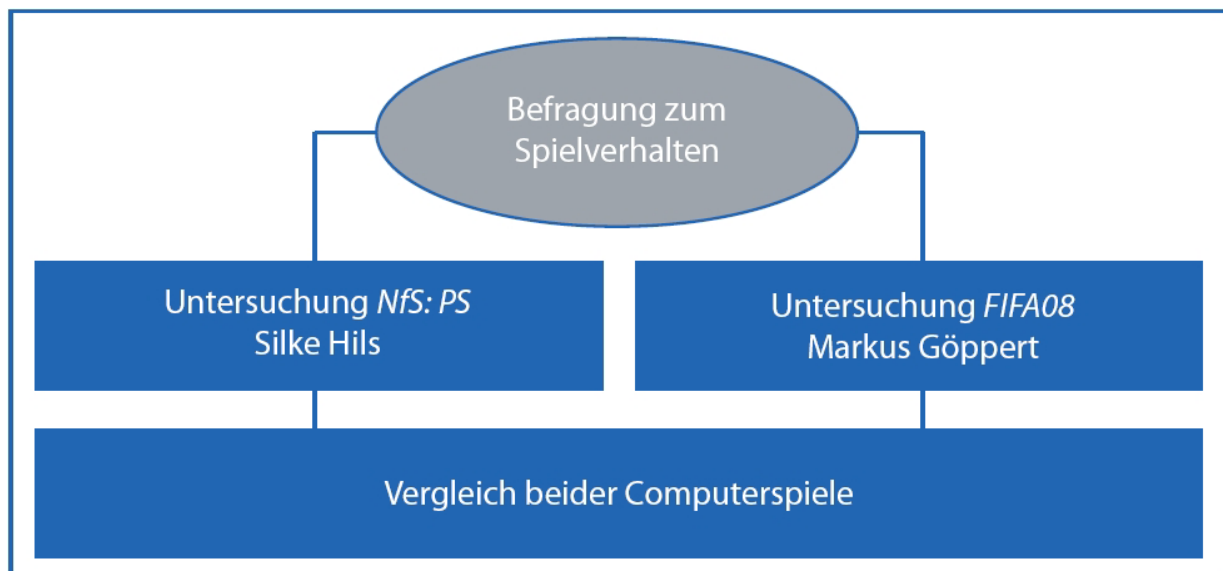 Befragung zum
Spielverhalten
Untersuchung NfS: PS
Silke Hils
Untersuchung FIFA08
Markus Göppert
Vergleich beider Computerspiele